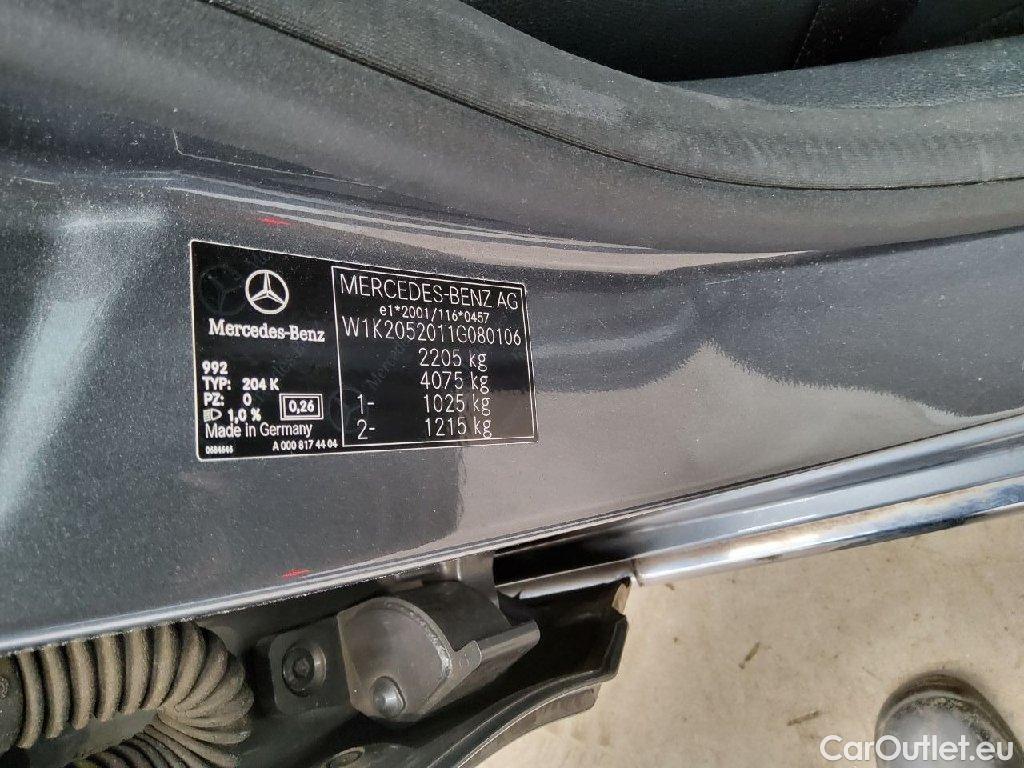 Mercedes-Benz
992
TYP: 204 K
PZ: 0
1,0 % 0,26
Made in Germany
A 000 817 44 04
MERCEDES-BENZ AG
e1*2001/116*0457
W1K2052011G080106
2205 kg
4075 kg
1- 1025 kg
2- 1215 kg
CarOutlet.eu